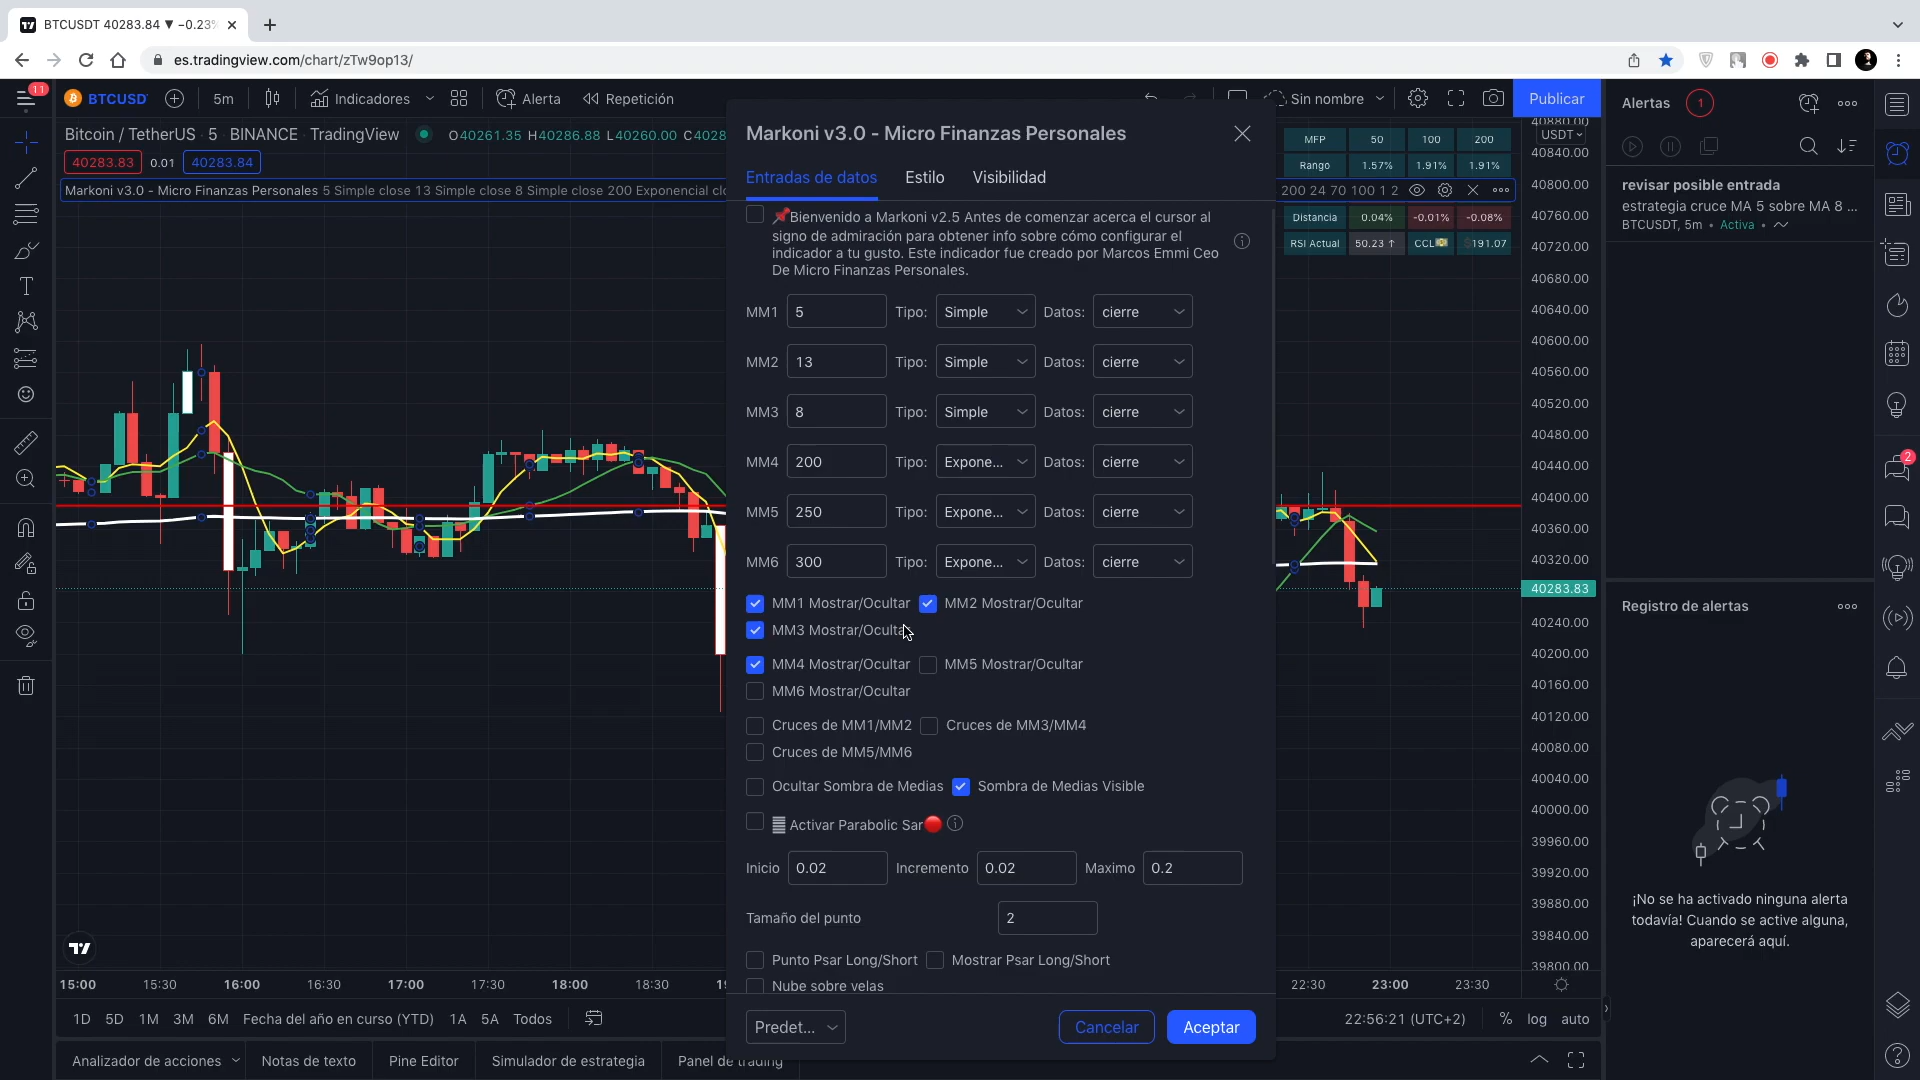 BTCUSDT 40283.84 ▼ −0.23%
es.tradingview.com/chart/zTw9op13/
11
BTCUSD
5m
Indicadores
Alerta
Repetición
Sin nombre
Publicar
Bitcoin / TetherUS · 5 · BINANCE · TradingView
O40261.35 H40286.88 L40260.00 C4028
40283.83
0.01
40283.84
Markoni v3.0 - Micro Finanzas Personales 5 Simple close 13 Simple close 8 Simple close 200 Exponencial clo
200 24 70 100 1 2
MFP 50 100 200
Rango 1.57% 1.91% 1.91%
Distancia 0.04% -0.01% -0.08%
RSI Actual 50.23 ↑ CCL 191.07
Markoni v3.0 - Micro Finanzas Personales
Entradas de datos
Estilo
Visibilidad
Bienvenido a Markoni v2.5 Antes de comenzar acerca el cursor al
signo de admiración para obtener info sobre cómo configurar el
indicador a tu gusto. Este indicador fue creado por Marcos Emmi Ceo
De Micro Finanzas Personales.
MM1 5 Tipo: Simple Datos: cierre
MM2 13 Tipo: Simple Datos: cierre
MM3 8 Tipo: Simple Datos: cierre
MM4 200 Tipo: Expone... Datos: cierre
MM5 250 Tipo: Expone... Datos: cierre
MM6 300 Tipo: Expone... Datos: cierre
MM1 Mostrar/Ocultar MM2 Mostrar/Ocultar
MM3 Mostrar/Ocultar
MM4 Mostrar/Ocultar MM5 Mostrar/Ocultar
MM6 Mostrar/Ocultar
Cruces de MM1/MM2 Cruces de MM3/MM4
Cruces de MM5/MM6
Ocultar Sombra de Medias Sombra de Medias Visible
Activar Parabolic Sar
Inicio 0.02 Incremento 0.02 Maximo 0.2
Tamaño del punto 2
Punto Psar Long/Short Mostrar Psar Long/Short
Nube sobre velas
Predet...
Cancelar
Aceptar
40880.00
USDT
40840.00
40800.00
40760.00
40720.00
40680.00
40640.00
40600.00
40560.00
40520.00
40480.00
40440.00
40400.00
40360.00
40320.00
40283.83
40240.00
40200.00
40160.00
40120.00
40080.00
40040.00
40000.00
39960.00
39920.00
39880.00
39840.00
39800.00
15:00 15:30 16:00 16:30 17:00 17:30 18:00 18:30 19 22:30 23:00 23:30
1D 5D 1M 3M 6M Fecha del año en curso (YTD) 1A 5A Todos
22:56:21 (UTC+2) % log auto
Analizador de acciones
Notas de texto
Pine Editor
Simulador de estrategia
Panel de trading
Alertas 1
revisar posible entrada
estrategia cruce MA 5 sobre MA 8 ...
BTCUSDT, 5m • Activa •
Registro de alertas
¡No se ha activado ninguna alerta
todavía! Cuando se active alguna,
aparecerá aquí.
2